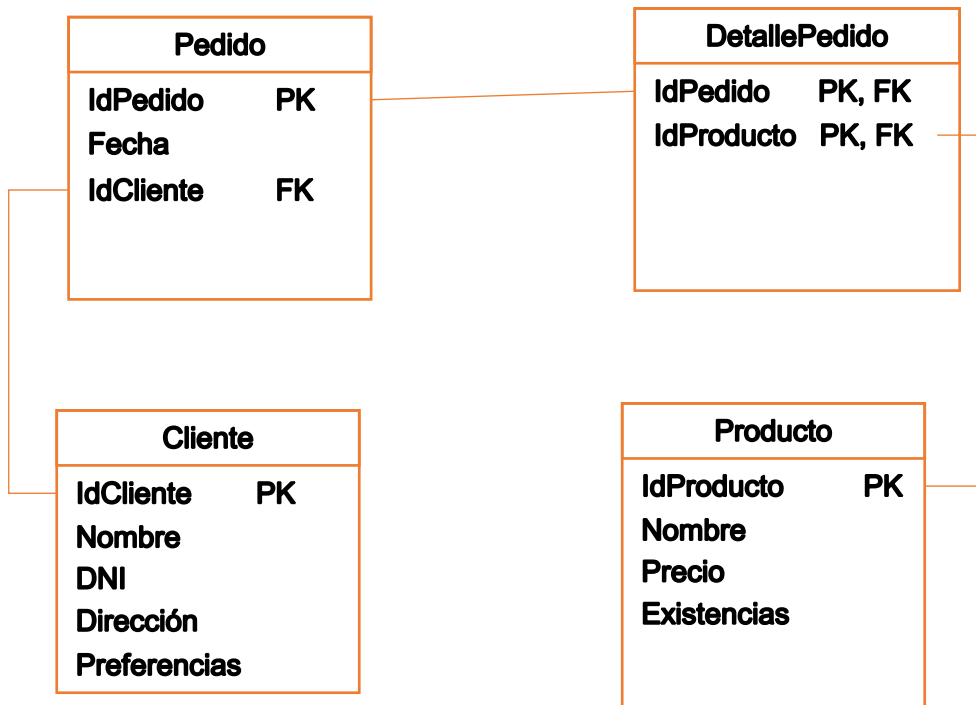 Pedido
IdPedido PK
Fecha
IdCliente FK
DetallePedido
IdPedido PK, FK
IdProducto PK, FK
Cliente
IdCliente PK
Nombre
DNI
Dirección
Preferencias
Producto
IdProducto PK
Nombre
Precio
Existencias